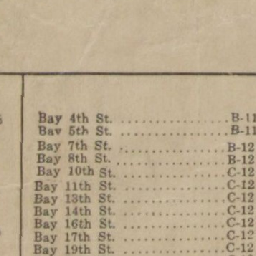 Bay 4th St. .................. B-11
Bay 5th St. .................. B-11
Bay 7th St. .................. B-12
Bay 8th St. .................. B-12
Bay 10th St. .................. C-12
Bay 11th St. .................. C-12
Bay 13th St. .................. C-12
Bay 14th St. .................. C-12
Bay 16th St. .................. C-12
Bay 17th St. .................. C-12
Bay 19th St. .................. C-12